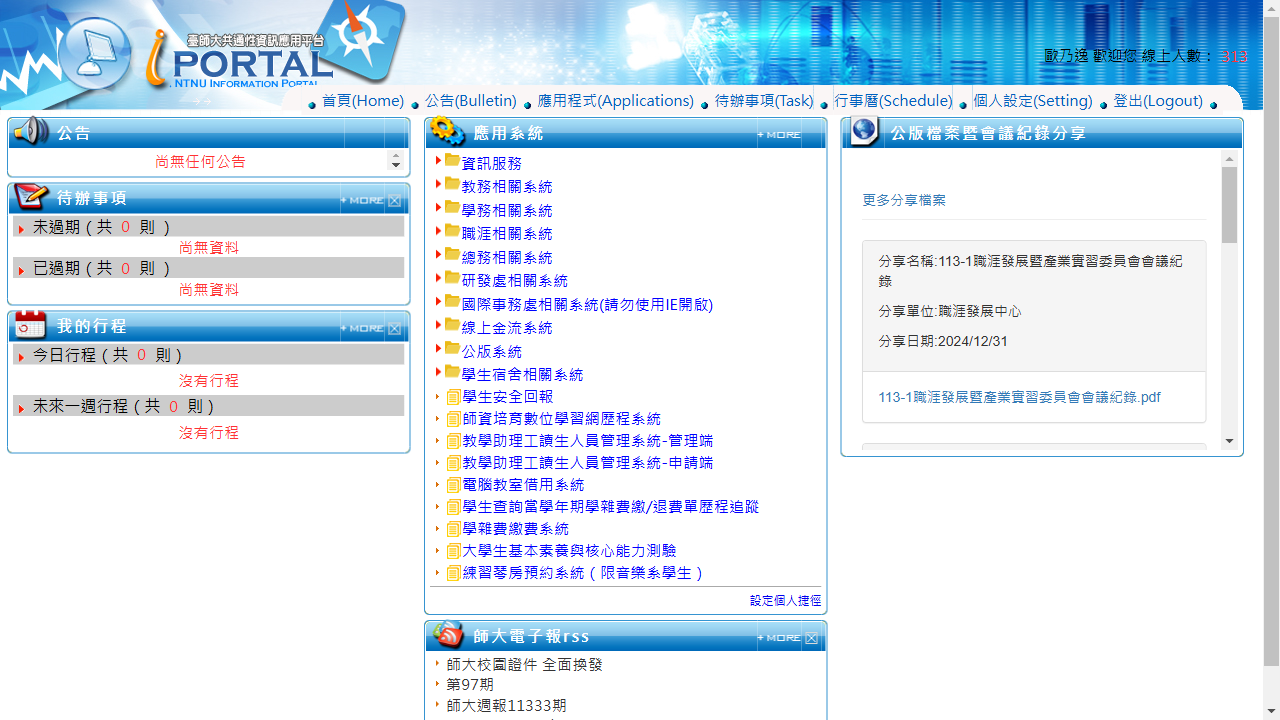 臺師大共通性資訊應用平台
iPORTAL
NTNU INFORMATION PORTAL
歐乃逸 歡迎您 線上人數： 313
首頁(Home) 公告(Bulletin) 應用程式(Applications) 待辦事項(Task) 行事曆(Schedule) 個人設定(Setting) 登出(Logout)
公告
尚無任何公告
待辦事項
+ MORE
未過期 ( 共 0 則 )
尚無資料
已過期 ( 共 0 則 )
尚無資料
我的行程
+ MORE
今日行程 ( 共 0 則 )
沒有行程
未來一週行程 ( 共 0 則 )
沒有行程
應用系統
+ MORE
資訊服務
教務相關系統
學務相關系統
職涯相關系統
總務相關系統
研發處相關系統
國際事務處相關系統(請勿使用IE開啟)
線上金流系統
公版系統
學生宿舍相關系統
學生安全回報
師資培育數位學習網歷程系統
教學助理工讀生人員管理系統-管理端
教學助理工讀生人員管理系統-申請端
電腦教室借用系統
學生查詢當學年期學雜費繳/退費單歷程追蹤
學雜費繳費系統
大學生基本素養與核心能力測驗
練習琴房預約系統 ( 限音樂系學生 )
設定個人捷徑
師大電子報rss
+ MORE
師大校園證件 全面換發
第97期
師大週報11333期
公版檔案暨會議紀錄分享
更多分享檔案
分享名稱:113-1職涯發展暨產業實習委員會會議紀
錄
分享單位:職涯發展中心
分享日期:2024/12/31
113-1職涯發展暨產業實習委員會會議紀錄.pdf